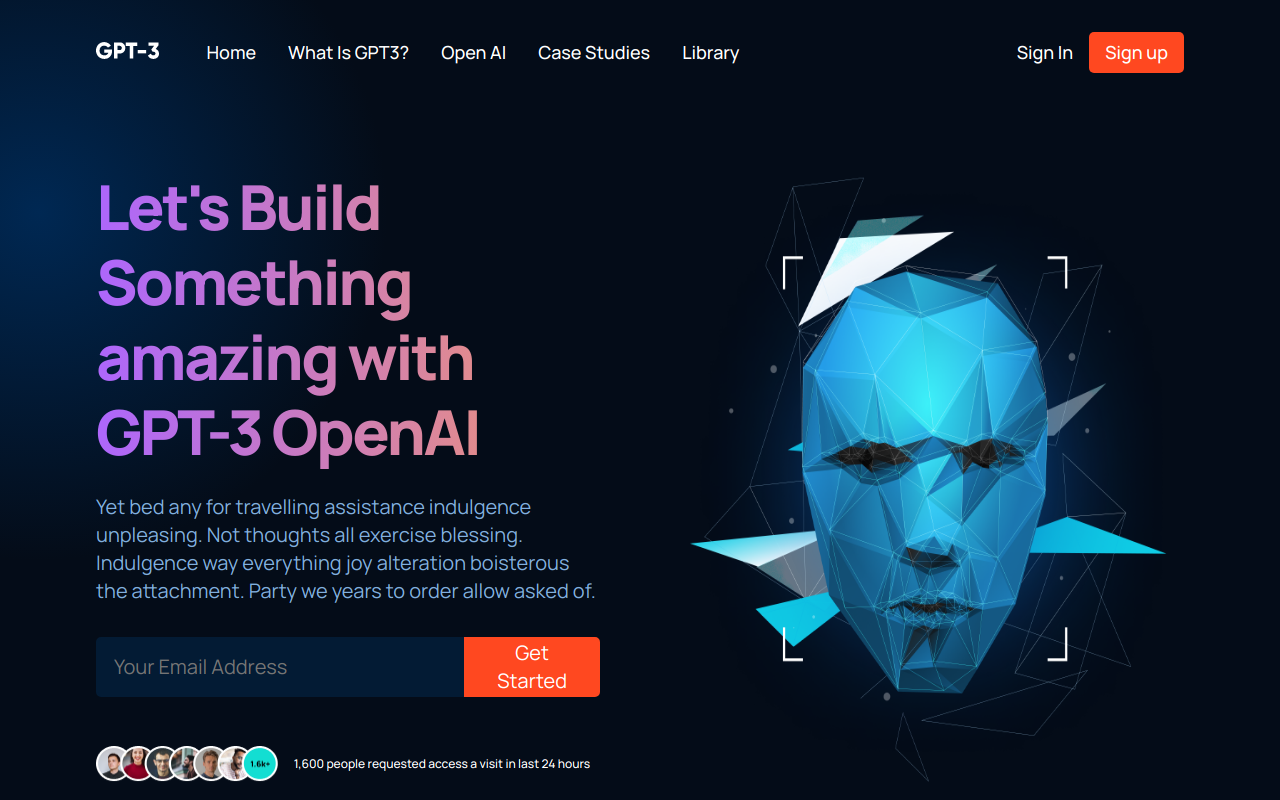 GPT-3
Home
What Is GPT3?
Open AI
Case Studies
Library
Sign In
Sign up
Let's Build
Something
amazing with
GPT-3 OpenAI
Yet bed any for travelling assistance indulgence
unpleasing. Not thoughts all exercise blessing.
Indulgence way everything joy alteration boisterous
the attachment. Party we years to order allow asked of.
Your Email Address
Get
Started
1.6k+
1,600 people requested access a visit in last 24 hours